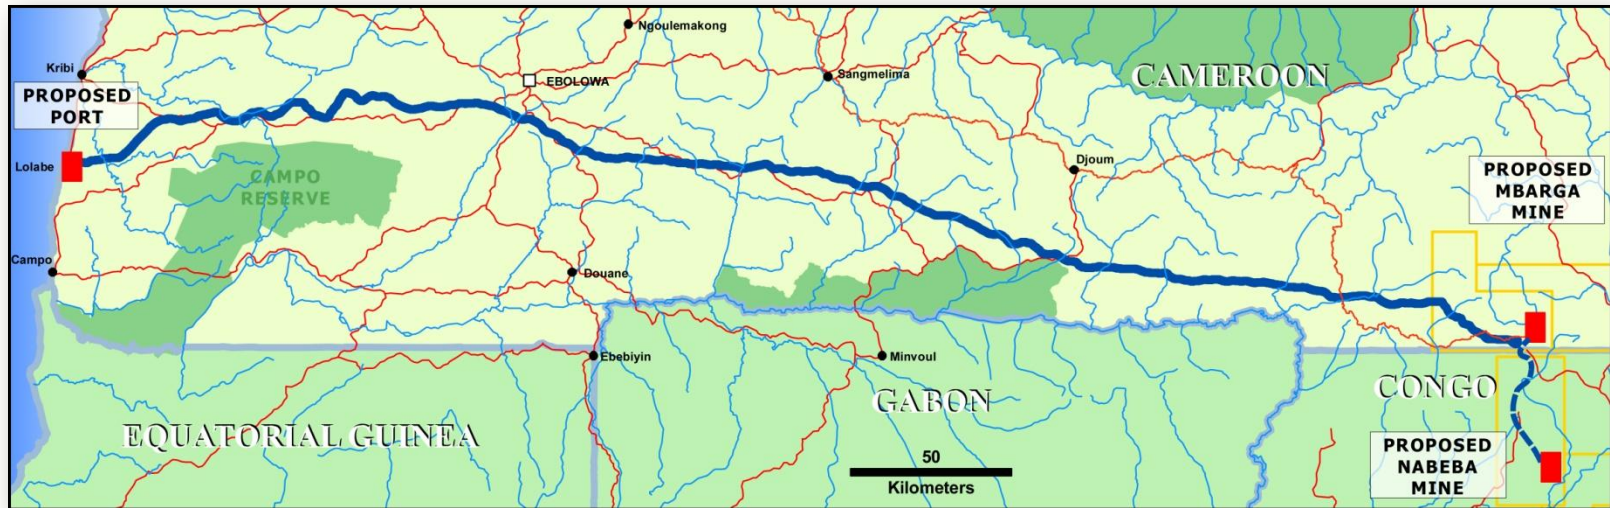 Ngoulemakong
Kribi
EBOLOWA
Sangmelima
CAMEROON
PROPOSED
PORT
Lolabe
CAMPO
RESERVE
Djoum
PROPOSED
MBARGA
MINE
Campo
Douane
Ebebiyin
Minvoul
GABON
CONGO
EQUATORIAL GUINEA
50
Kilometers
PROPOSED
NABEBA
MINE